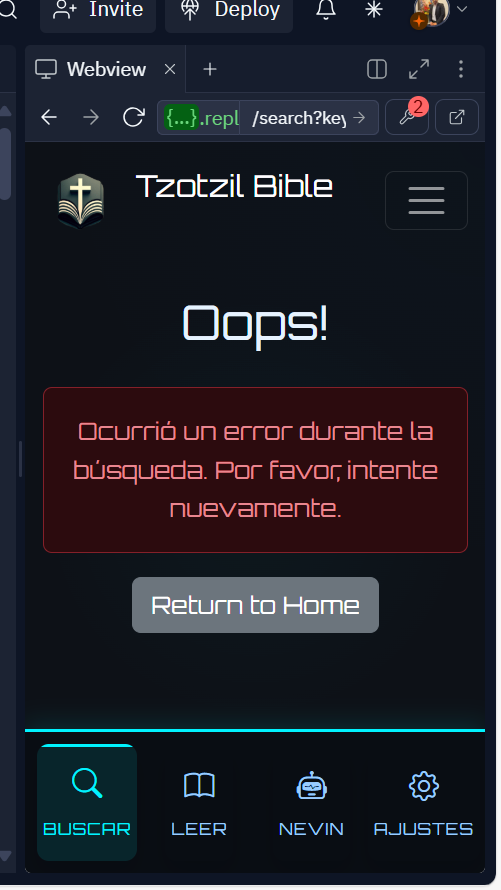 Invite
Deploy
Webview
{...}.repl
/search?key
2
Tzotzil Bible
Oops!
Ocurrió un error durante la
búsqueda. Por favor, intente
nuevamente.
Return to Home
BUSCAR
LEER
NEVIN
AJUSTES